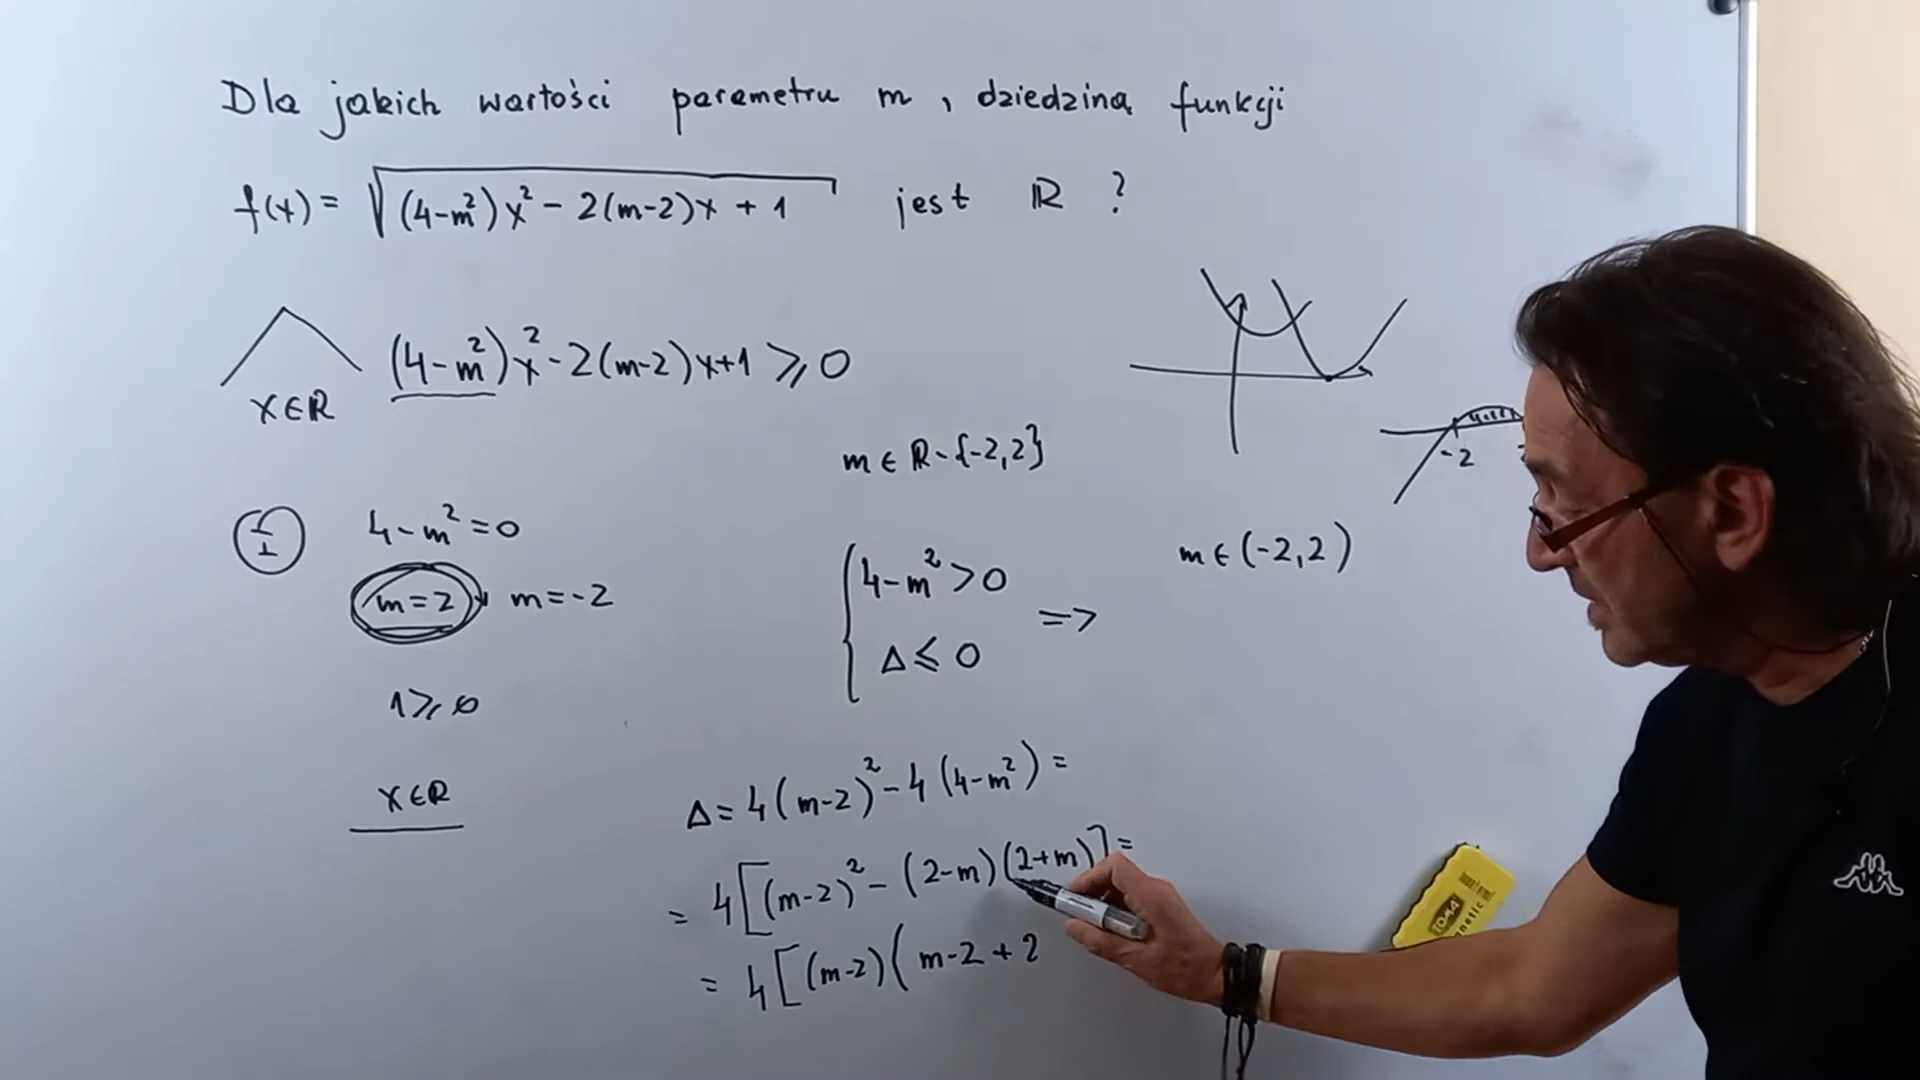 Dla jakich wartości parametru m, dziedziną funkcji
f(x) = √(4-m²)x² - 2(m-2)x + 1 jest ℝ ?
(4-m²)x² - 2(m-2)x+1 ⩾ 0
x∈ℝ
m ∈ ℝ - {-2,2}
-2
4-m² = 0
m = 2 m = -2
1 ⩾ 0
x∈ℝ
4-m² > 0
Δ ⩽ 0
=>
m ∈ (-2,2)
Δ = 4(m-2)² - 4(4-m²) =
= 4[(m-2)² - (2-m)(2+m)] =
= 4[(m-2)(m-2+2
TOMA